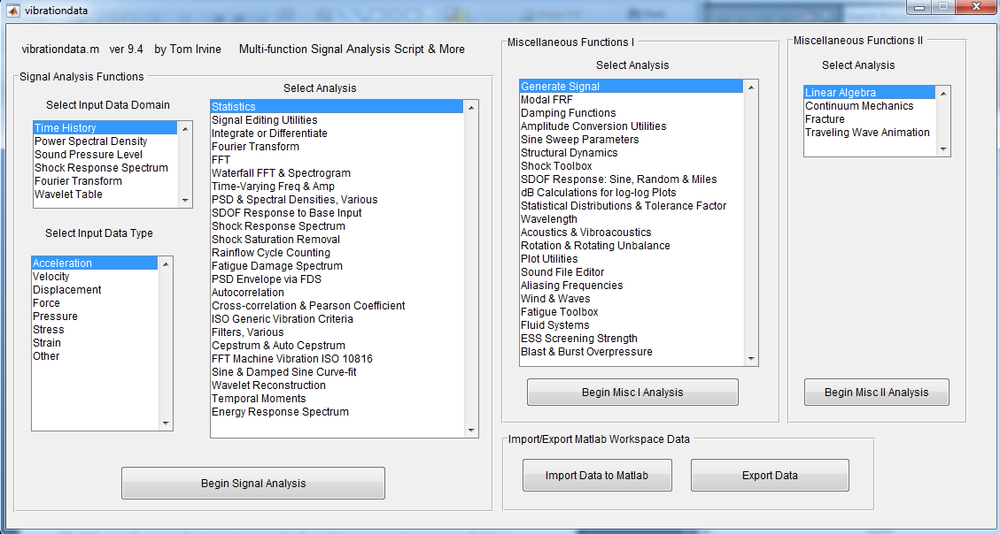 vibrationdata
vibrationdata.m ver 9.4 by Tom Irvine Multi-function Signal Analysis Script & More
Signal Analysis Functions
Select Input Data Domain
Time History
Power Spectral Density
Sound Pressure Level
Shock Response Spectrum
Fourier Transform
Wavelet Table
Select Input Data Type
Acceleration
Velocity
Displacement
Force
Pressure
Stress
Strain
Other
Select Analysis
Statistics
Signal Editing Utilities
Integrate or Differentiate
Fourier Transform
FFT
Waterfall FFT & Spectrogram
Time-Varying Freq & Amp
PSD & Spectral Densities, Various
SDOF Response to Base Input
Shock Response Spectrum
Shock Saturation Removal
Rainflow Cycle Counting
Fatigue Damage Spectrum
PSD Envelope via FDS
Autocorrelation
Cross-correlation & Pearson Coefficient
ISO Generic Vibration Criteria
Filters, Various
Cepstrum & Auto Cepstrum
FFT Machine Vibration ISO 10816
Sine & Damped Sine Curve-fit
Wavelet Reconstruction
Temporal Moments
Energy Response Spectrum
Begin Signal Analysis
Miscellaneous Functions I
Select Analysis
Generate Signal
Modal FRF
Damping Functions
Amplitude Conversion Utilities
Sine Sweep Parameters
Structural Dynamics
Shock Toolbox
SDOF Response: Sine, Random & Miles
dB Calculations for log-log Plots
Statistical Distributions & Tolerance Factor
Wavelength
Acoustics & Vibroacoustics
Rotation & Rotating Unbalance
Plot Utilities
Sound File Editor
Aliasing Frequencies
Wind & Waves
Fatigue Toolbox
Fluid Systems
ESS Screening Strength
Blast & Burst Overpressure
Begin Misc I Analysis
Miscellaneous Functions II
Select Analysis
Linear Algebra
Continuum Mechanics
Fracture
Traveling Wave Animation
Begin Misc II Analysis
Import/Export Matlab Workspace Data
Import Data to Matlab
Export Data